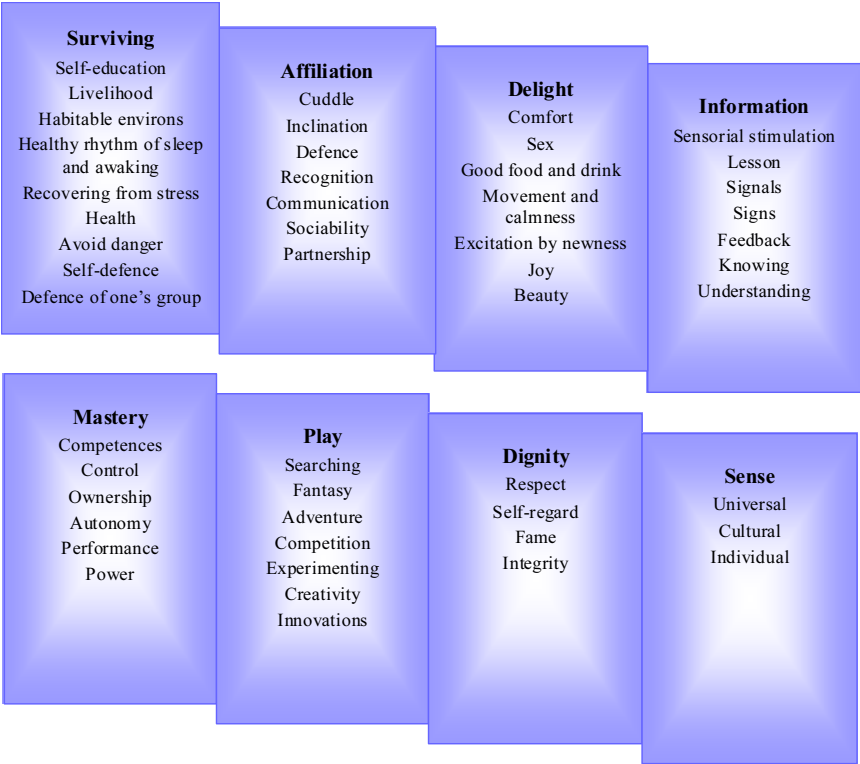 Surviving
Self-education
Livelihood
Habitable environs
Healthy rhythm of sleep
and awaking
Recovering from stress
Health
Avoid danger
Self-defence
Defence of one’s group
Affiliation
Cuddle
Inclination
Defence
Recognition
Communication
Sociability
Partnership
Delight
Comfort
Sex
Good food and drink
Movement and
calmness
Excitation by newness
Joy
Beauty
Information
Sensorial stimulation
Lesson
Signals
Signs
Feedback
Knowing
Understanding
Mastery
Competences
Control
Ownership
Autonomy
Performance
Power
Play
Searching
Fantasy
Adventure
Competition
Experimenting
Creativity
Innovations
Dignity
Respect
Self-regard
Fame
Integrity
Sense
Universal
Cultural
Individual